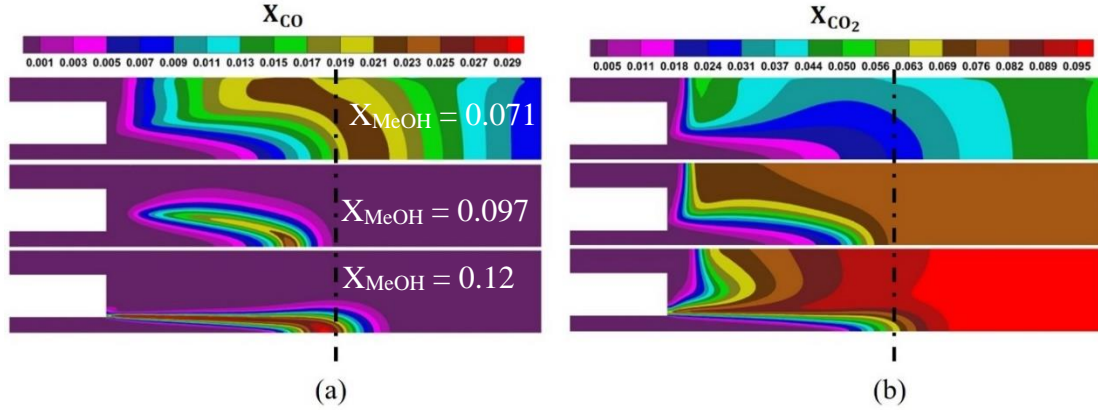 X_CO
0.001 0.003 0.005 0.007 0.009 0.011 0.013 0.015 0.017 0.019 0.021 0.023 0.025 0.027 0.029
X_MeOH = 0.071
X_MeOH = 0.097
X_MeOH = 0.12
(a)
X_CO2
0.005 0.011 0.018 0.024 0.031 0.037 0.044 0.050 0.056 0.063 0.069 0.076 0.082 0.089 0.095
(b)